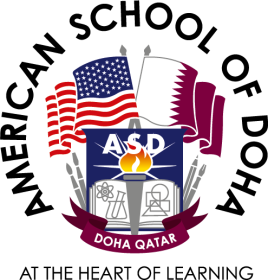 AMERICAN SCHOOL OF DOHA
ASD
DOHA QATAR
AT THE HEART OF LEARNING